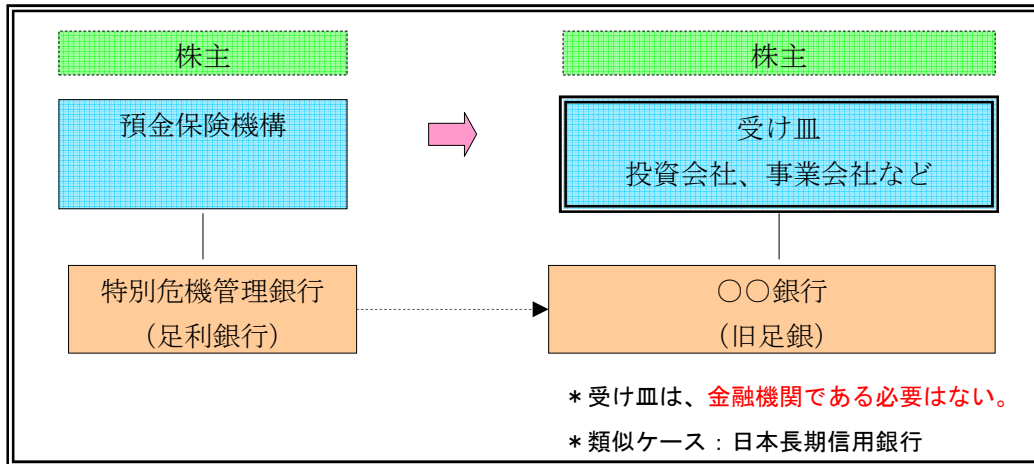 株主
預金保険機構
特別危機管理銀行
（足利銀行）
株主
受け皿
投資会社、事業会社など
○○銀行
（旧足銀）
＊受け皿は、金融機関である必要はない。
＊類似ケース：日本長期信用銀行